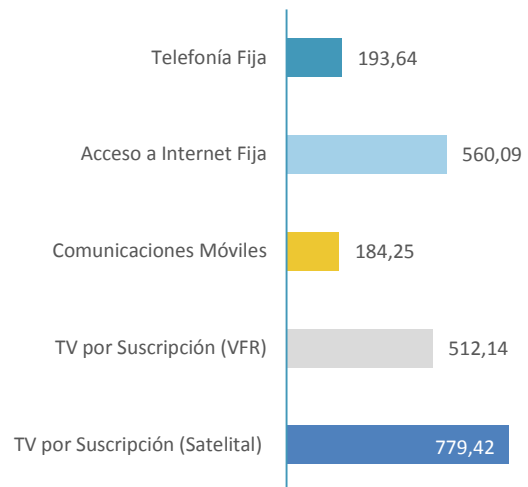 Telefonía Fija 193,64
Acceso a Internet Fija 560,09
Comunicaciones Móviles 184,25
TV por Suscripción (VFR) 512,14
TV por Suscripción (Satelital) 779,42